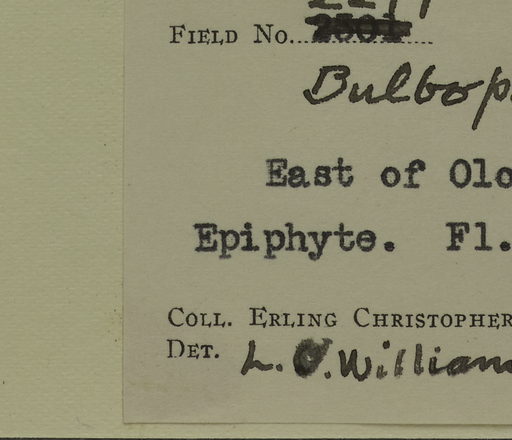 FIELD No.
Bulbop
East of Olo
Epiphyte. Fl.
COLL. ERLING CHRISTOPHER
DET. L. O. William